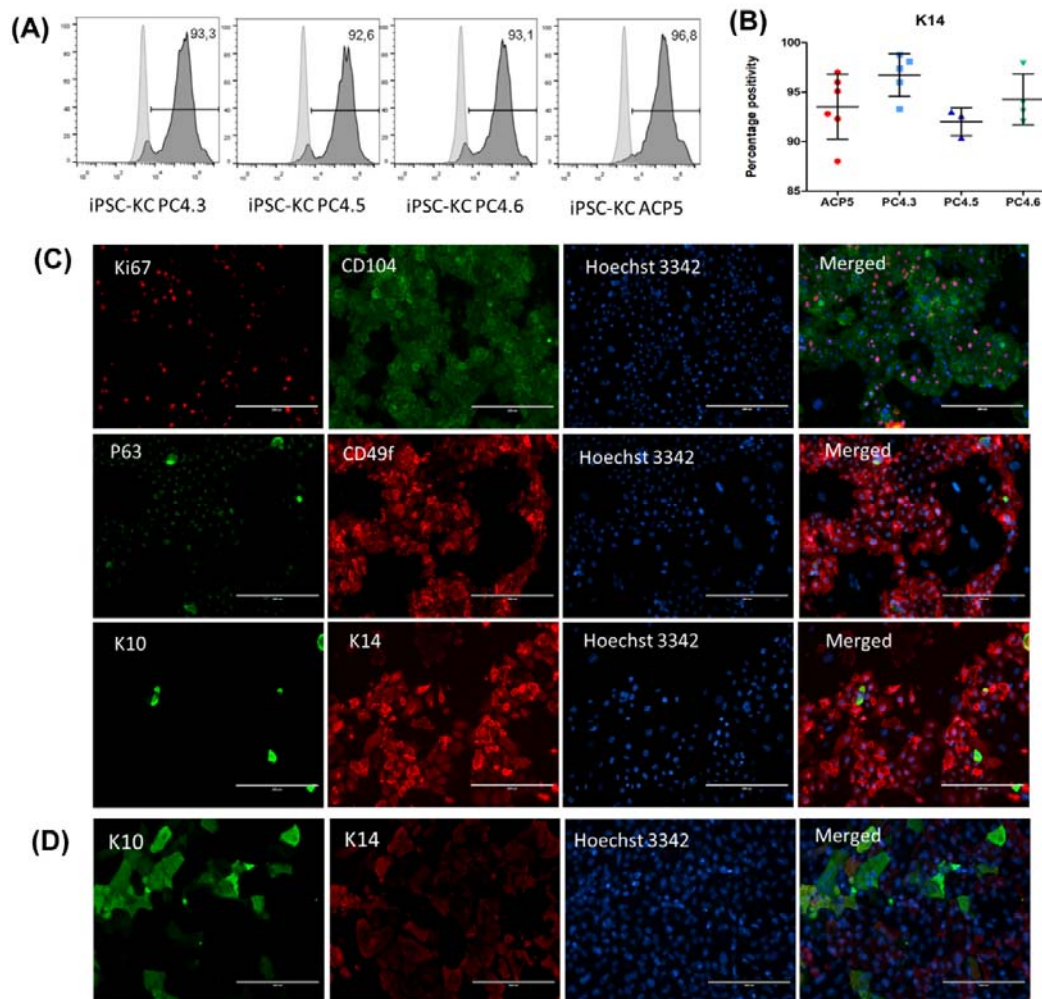 (A)
93,3
92,6
93,1
96,8
iPSC-KC PC4.3
iPSC-KC PC4.5
iPSC-KC PC4.6
iPSC-KC ACP5
(B)
K14
Percentage positivity
100
95
90
85
ACP5
PC4.3
PC4.5
PC4.6
(C)
Ki67
CD104
Hoechst 3342
Merged
P63
CD49f
Hoechst 3342
Merged
K10
K14
Hoechst 3342
Merged
(D)
K10
K14
Hoechst 3342
Merged